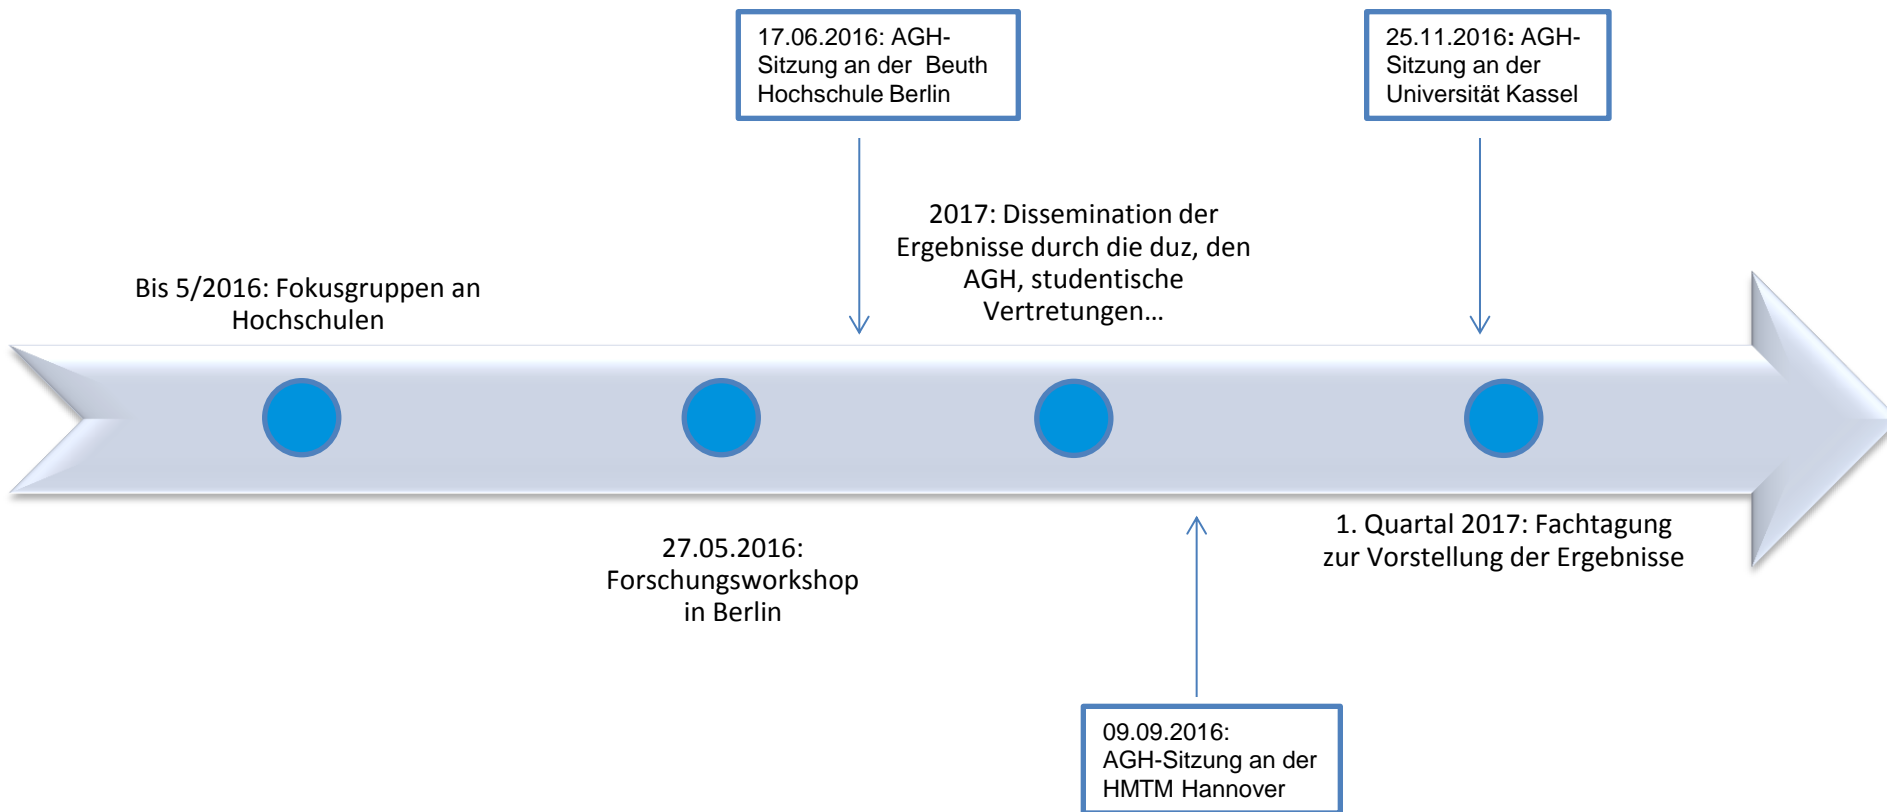 17.06.2016: AGH-
Sitzung an der Beuth
Hochschule Berlin
25.11.2016: AGH-
Sitzung an der
Universität Kassel
2017: Dissemination der
Ergebnisse durch die duz, den
AGH, studentische
Vertretungen...
Bis 5/2016: Fokusgruppen an
Hochschulen
27.05.2016:
Forschungsworkshop
in Berlin
1. Quartal 2017: Fachtagung
zur Vorstellung der Ergebnisse
09.09.2016:
AGH-Sitzung an der
HMTM Hannover